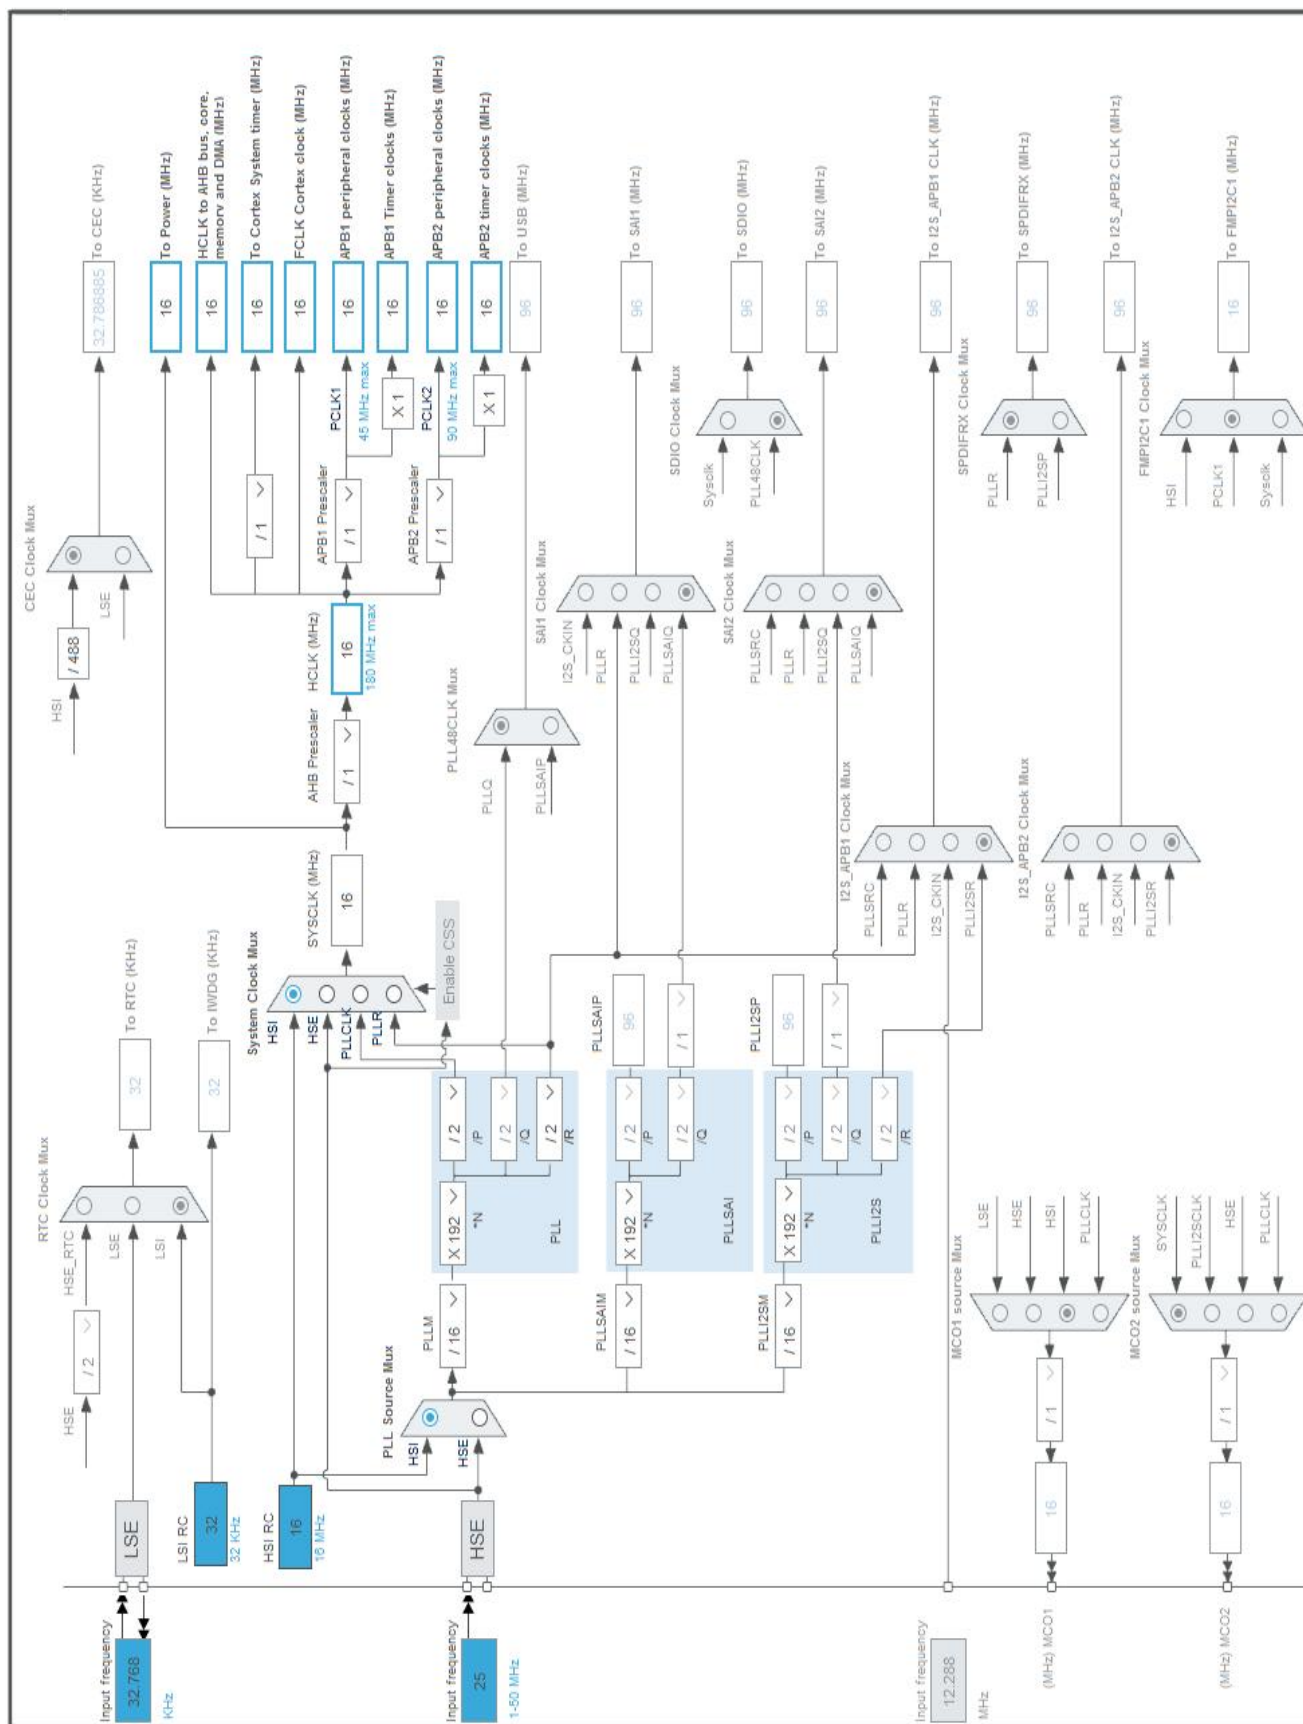 Input frequency
32.768
KHz
LSE
LSI RC
32
32 KHz
HSI RC
16
16 MHz
Input frequency
25
1-50 MHz
HSE
Input frequency
12.288
MHz
HSE
/ 2
HSE_RTC
LSE
LSI
RTC Clock Mux
32
To RTC (KHz)
32
To IWDG (KHz)
HSI
/ 488
LSE
CEC Clock Mux
32.786885
To CEC (KHz)
PLL Source Mux
HSI
HSE
PLLM
/ 16
X 192
*N
/ 2
/P
/ 2
/Q
/ 2
/R
PLL
PLLSAIM
/ 16
X 192
*N
/ 2
/P
/ 2
/Q
PLLSAI
PLLSAIP
96
/ 1
PLLI2SM
/ 16
X 192
*N
/ 2
/P
/ 2
/Q
/ 2
/R
PLLI2S
PLLI2SP
96
/ 1
System Clock Mux
HSI
HSE
PLLCLK
PLLR
Enable CSS
SYSCLK (MHz)
16
AHB Prescaler
/ 1
HCLK (MHz)
16
180 MHz max
/ 1
APB1 Prescaler
/ 1
APB2 Prescaler
/ 1
PCLK1
45 MHz max
X 1
PCLK2
90 MHz max
X 1
16
To Power (MHz)
16
HCLK to AHB bus, core,
memory and DMA (MHz)
16
To Cortex System timer (MHz)
16
FCLK Cortex clock (MHz)
16
APB1 peripheral clocks (MHz)
16
APB1 Timer clocks (MHz)
16
APB2 peripheral clocks (MHz)
16
APB2 timer clocks (MHz)
PLLQ
PLLSAIP
PLL48CLK Mux
96
To USB (MHz)
SAI1 Clock Mux
I2S_CKIN
PLLR
PLLI2SQ
PLLSAIQ
96
To SAI1 (MHz)
SDIO Clock Mux
Sysclk
PLL48CLK
96
To SDIO (MHz)
SAI2 Clock Mux
PLLSRC
PLLR
PLLI2SQ
PLLSAIQ
96
To SAI2 (MHz)
I2S_APB1 Clock Mux
PLLSRC
PLLR
I2S_CKIN
PLLI2SR
96
To I2S_APB1 CLK (MHz)
SPDIFRX Clock Mux
PLLR
PLLI2SP
96
To SPDIFRX (MHz)
I2S_APB2 Clock Mux
PLLSRC
PLLR
I2S_CKIN
PLLI2SR
96
To I2S_APB2 CLK (MHz)
FMPI2C1 Clock Mux
HSI
PCLK1
Sysclk
16
To FMPI2C1 (MHz)
MCO1 source Mux
LSE
HSE
HSI
PLLCLK
/ 1
16
(MHz) MCO1
MCO2 source Mux
SYSCLK
PLLI2SCLK
HSE
PLLCLK
/ 1
16
(MHz) MCO2